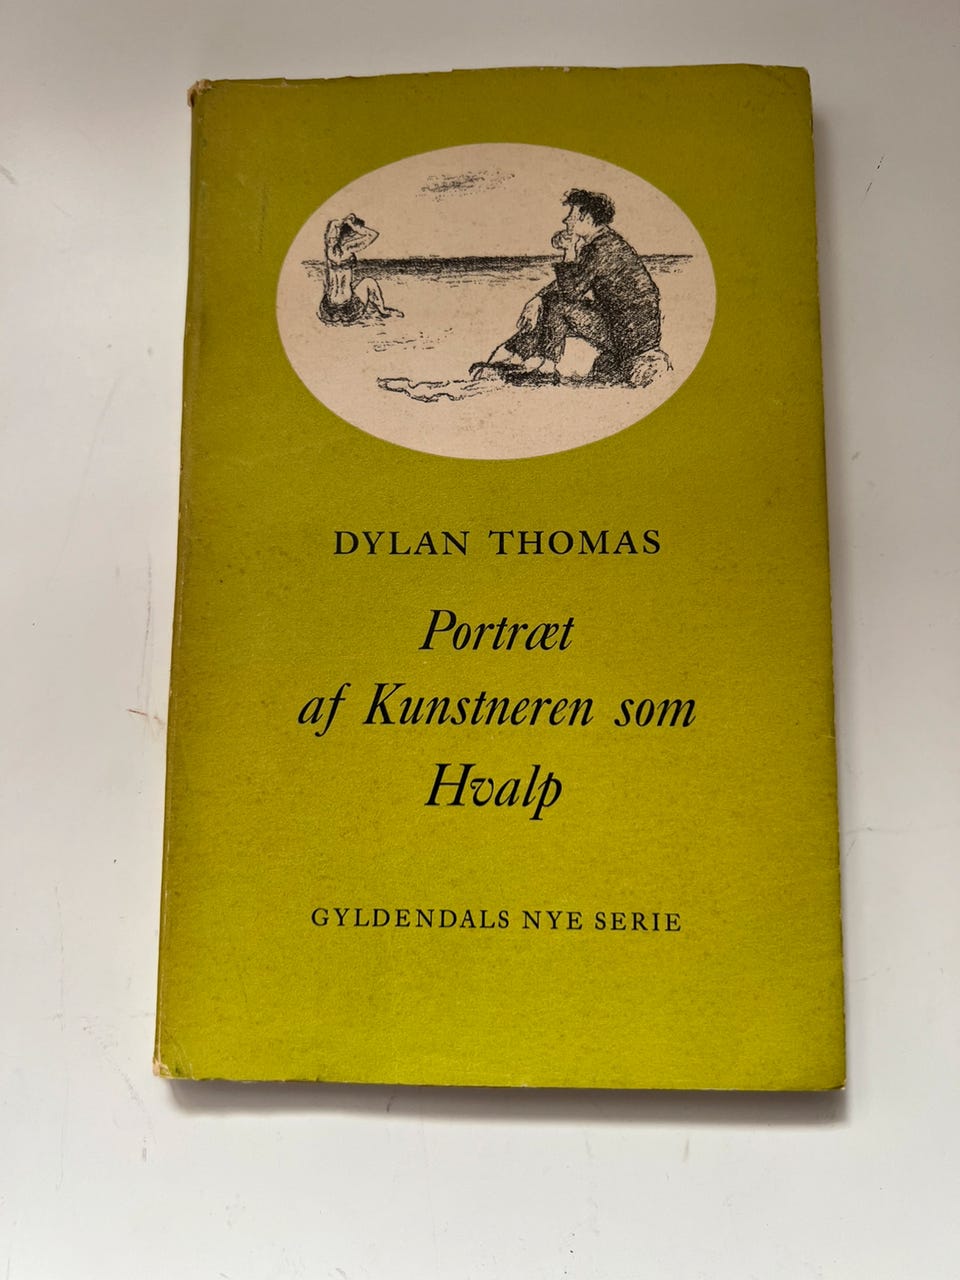 DYLAN THOMAS
Portræt
af Kunstneren som
Hvalp
GYLDENDALS NYE SERIE